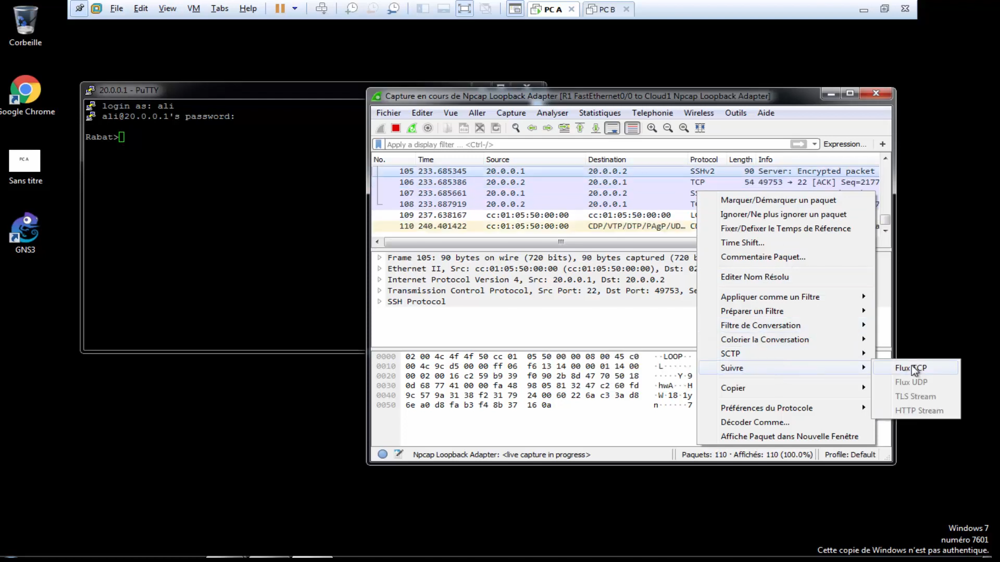 File Edit View VM Tabs Help PC A PC B
Corbeille
Google Chrome
PC A
Sans titre
GNS3
20.0.0.1 - PuTTY
login as: ali
ali@20.0.0.1's password:
Rabat>
Capture en cours de Npcap Loopback Adapter [R1 FastEthernet0/0 to Cloud1 Npcap Loopback Adapter]
Fichier Editer Vue Aller Capture Analyser Statistiques Telephonie Wireless Outils Aide
Apply a display filter ... <Ctrl-/> Expression... +
No. Time Source Destination Protocol Length Info
105 233.685345 20.0.0.1 20.0.0.2 SSHv2 90 Server: Encrypted packet
106 233.685386 20.0.0.2 20.0.0.1 TCP 54 49753 → 22 [ACK] Seq=2177
107 233.685661 20.0.0.1 20.0.0.2
108 233.887919 20.0.0.2 20.0.0.1
109 237.638167 cc:01:05:50:00:00 cc:01:05:50:00:00
110 240.401422 cc:01:05:50:00:00 CDP/VTP/DTP/PAgP/UD…
Frame 105: 90 bytes on wire (720 bits), 90 bytes captured (720 b
Ethernet II, Src: cc:01:05:50:00:00 (cc:01:05:50:00:00), Dst: 02
Internet Protocol Version 4, Src: 20.0.0.1, Dst: 20.0.0.2
Transmission Control Protocol, Src Port: 22, Dst Port: 49753, Se
SSH Protocol
0000 02 00 4c 4f 4f 50 cc 01 05 50 00 00 08 00 45 c0 ··LOOP··
0010 00 4c 9c d5 00 00 ff 06 f6 13 14 00 00 01 14 00 ·L······
0020 00 02 00 16 c2 59 b9 39 f0 90 2b 8d 47 70 50 18 ·····Y·9
0030 0d 68 77 41 00 00 fa 48 98 05 81 32 47 c2 60 fd ·hwA···H
0040 9c 57 9a 31 38 f2 31 79 24 00 60 22 6a c3 3a d8 ·W·18·1y
0050 6e a0 d8 fa b3 f4 8b 37 16 0a n······7
Marquer/Démarquer un paquet
Ignorer/Ne plus ignorer un paquet
Fixer/Defixer le Temps de Réference
Time Shift...
Commentaire Paquet...
Editer Nom Résolu
Appliquer comme un Filtre
Préparer un Filtre
Filtre de Conversation
Colorier la Conversation
SCTP
Suivre
Copier
Préférences du Protocole
Décoder Comme...
Affiche Paquet dans Nouvelle Fenêtre
Flux TCP
Flux UDP
TLS Stream
HTTP Stream
Npcap Loopback Adapter: <live capture in progress> Paquets: 110 · Affichés: 110 (100.0%) Profile: Default
Windows 7
numéro 7601
Cette copie de Windows n'est pas authentique.